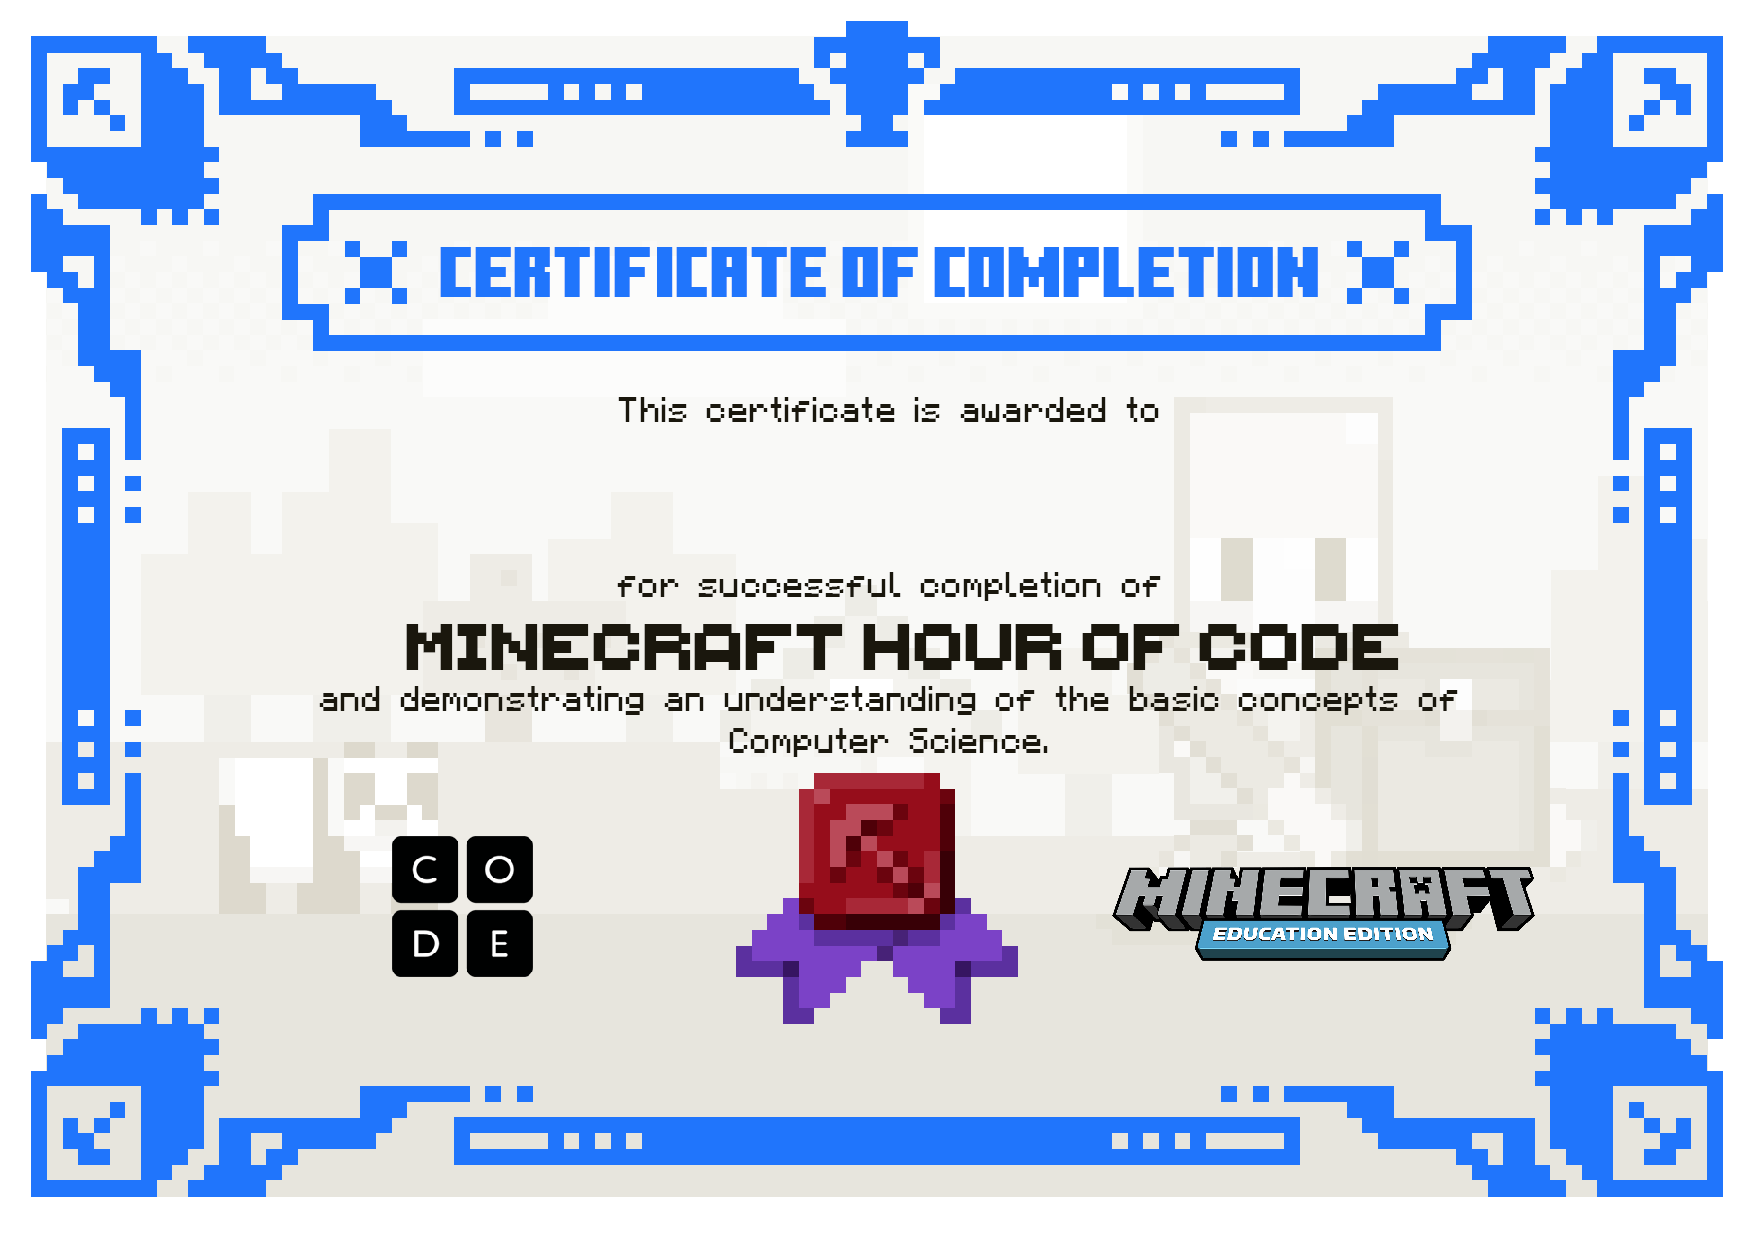 CERTIFICATE OF COMPLETION
This certificate is awarded to
for successful completion of
MINECRAFT HOUR OF CODE
and demonstrating an understanding of the basic concepts of
Computer Science.
C O
D E
MINECRAFT
EDUCATION EDITION